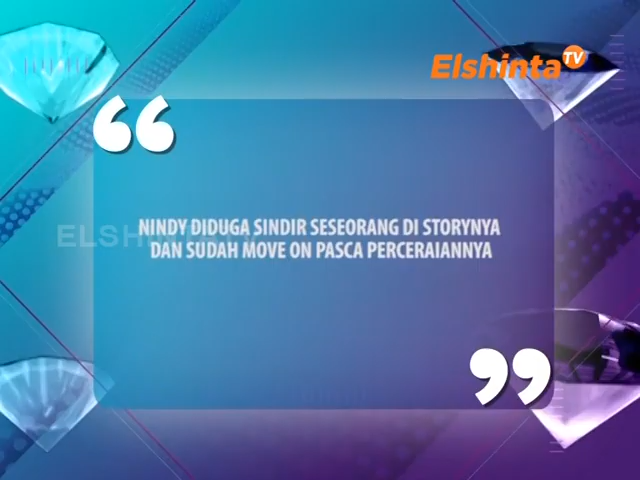 Elshinta TV
NINDY DIDUGA SINDIR SESEORANG DI STORYNYA
DAN SUDAH MOVE ON PASCA PERCERAIANNYA